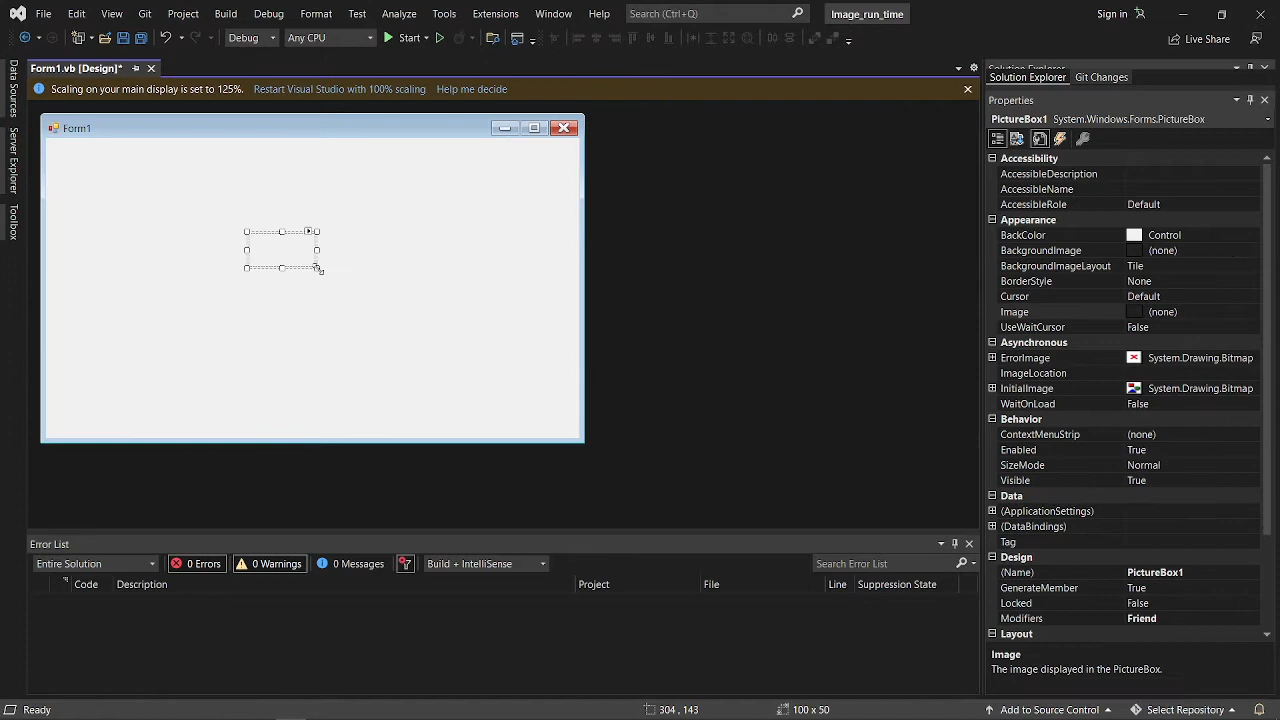 File Edit View Git Project Build Debug Format Test Analyze Tools Extensions Window Help Search (Ctrl+Q) Image_run_time Sign in
Debug Any CPU Start Live Share
Form1.vb [Design]*
Scaling on your main display is set to 125%. Restart Visual Studio with 100% scaling Help me decide
Data Sources
Server Explorer
Toolbox
Form1
Solution Explorer
Solution Explorer Git Changes
Properties
PictureBox1 System.Windows.Forms.PictureBox
Accessibility
AccessibleDescription
AccessibleName
AccessibleRole Default
Appearance
BackColor Control
BackgroundImage (none)
BackgroundImageLayout Tile
BorderStyle None
Cursor Default
Image (none)
UseWaitCursor False
Asynchronous
ErrorImage System.Drawing.Bitmap
ImageLocation
InitialImage System.Drawing.Bitmap
WaitOnLoad False
Behavior
ContextMenuStrip (none)
Enabled True
SizeMode Normal
Visible True
Data
(ApplicationSettings)
(DataBindings)
Tag
Design
(Name) PictureBox1
GenerateMember True
Locked False
Modifiers Friend
Layout
Image
The image displayed in the PictureBox.
Error List
Entire Solution 0 Errors 0 Warnings 0 Messages Build + IntelliSense Search Error List
Code Description Project File Line Suppression State
Ready 304 , 143 100 x 50 Add to Source Control Select Repository